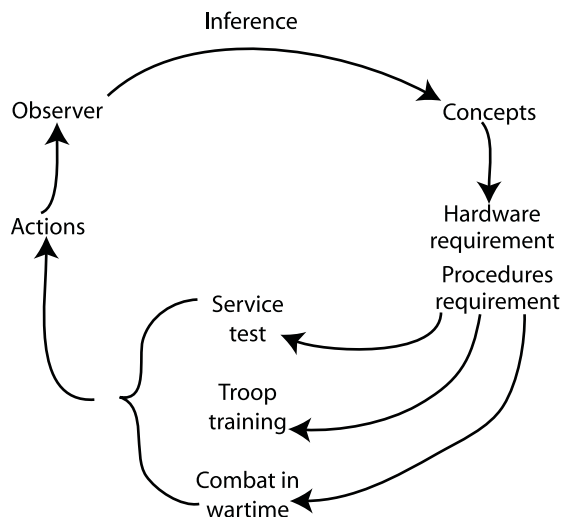 Inference
Observer
Concepts
Actions
Hardware
requirement
Procedures
requirement
Service
test
Troop
training
Combat in
wartime